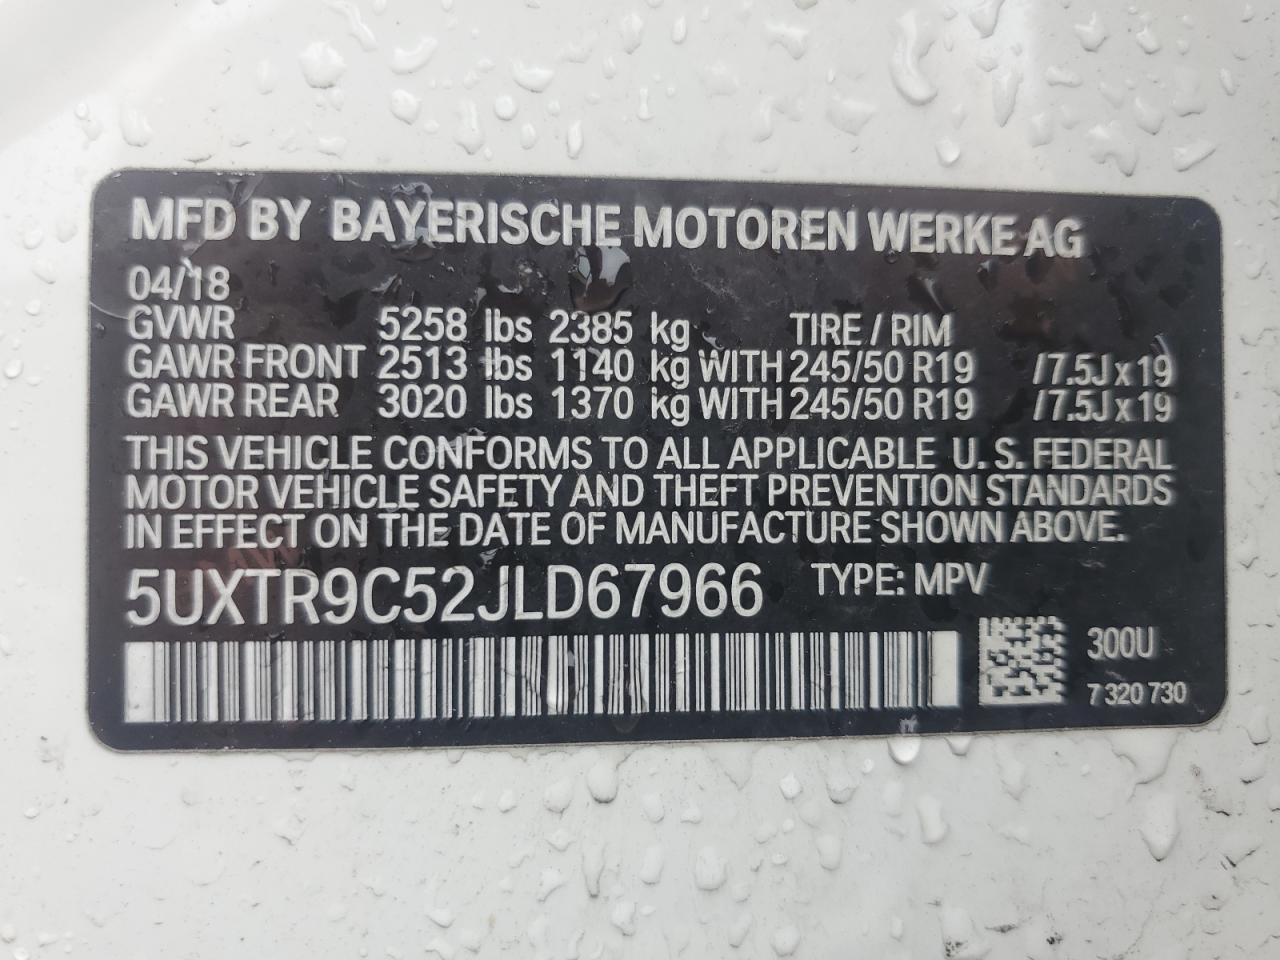 MFD BY BAYERISCHE MOTOREN WERKE AG
04/18
GVWR 5258 lbs 2385 kg TIRE / RIM
GAWR FRONT 2513 lbs 1140 kg WITH 245/50 R19 /7.5J x 19
GAWR REAR 3020 lbs 1370 kg WITH 245/50 R19 /7.5J x 19
THIS VEHICLE CONFORMS TO ALL APPLICABLE U. S. FEDERAL
MOTOR VEHICLE SAFETY AND THEFT PREVENTION STANDARDS
IN EFFECT ON THE DATE OF MANUFACTURE SHOWN ABOVE.
5UXTR9C52JLD67966 TYPE: MPV
300U
7 320 730